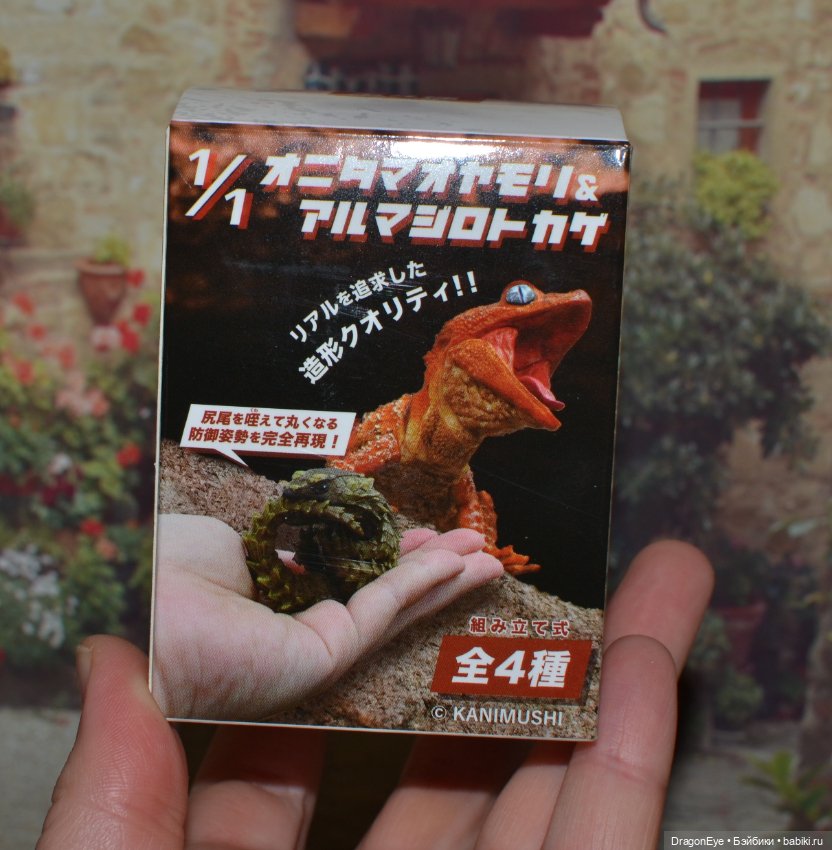 1/1 オニタマオヤモリ&
アルマジロトカゲ
リアルを追求した
造形クオリティ!!
尻尾を咥えて丸くなる
防御姿勢を完全再現！
組み立て式
全4種
© KANIMUSHI
DragonEye • Бэйбики • babiki.ru